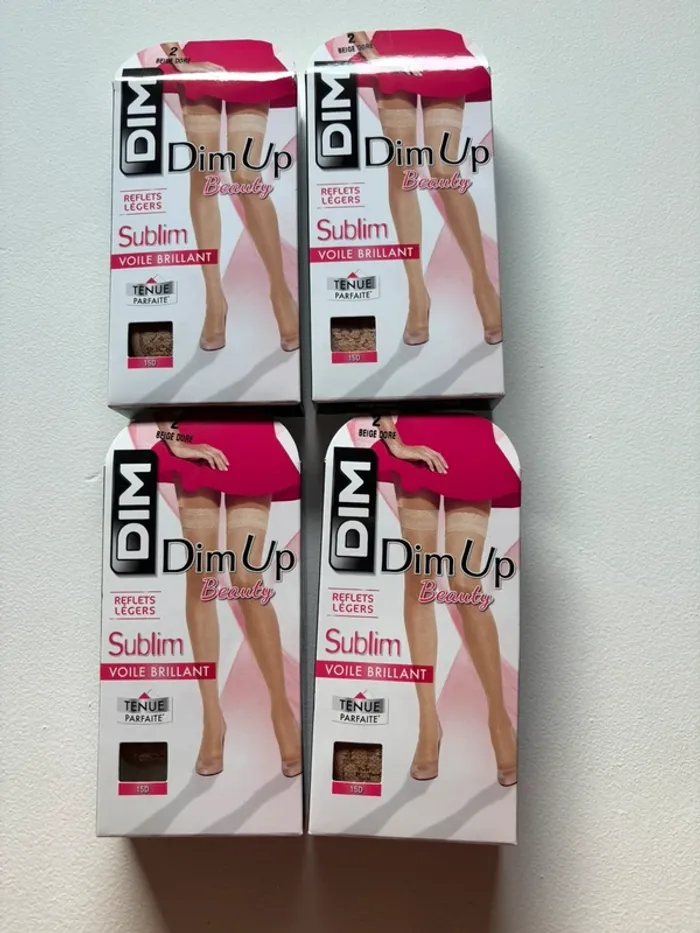 2
BEIGE DORE
DIM
Dim Up
Beauty
REFLETS
LÉGERS
Sublim
VOILE BRILLANT
TENUE
PARFAITE
15D
2
BEIGE DORE
DIM
Dim Up
Beauty
REFLETS
LÉGERS
Sublim
VOILE BRILLANT
TENUE
PARFAITE
15D
2
BEIGE DORE
DIM
Dim Up
Beauty
REFLETS
LÉGERS
Sublim
VOILE BRILLANT
TENUE
PARFAITE
15D
2
BEIGE DORE
DIM
Dim Up
Beauty
REFLETS
LÉGERS
Sublim
VOILE BRILLANT
TENUE
PARFAITE
15D